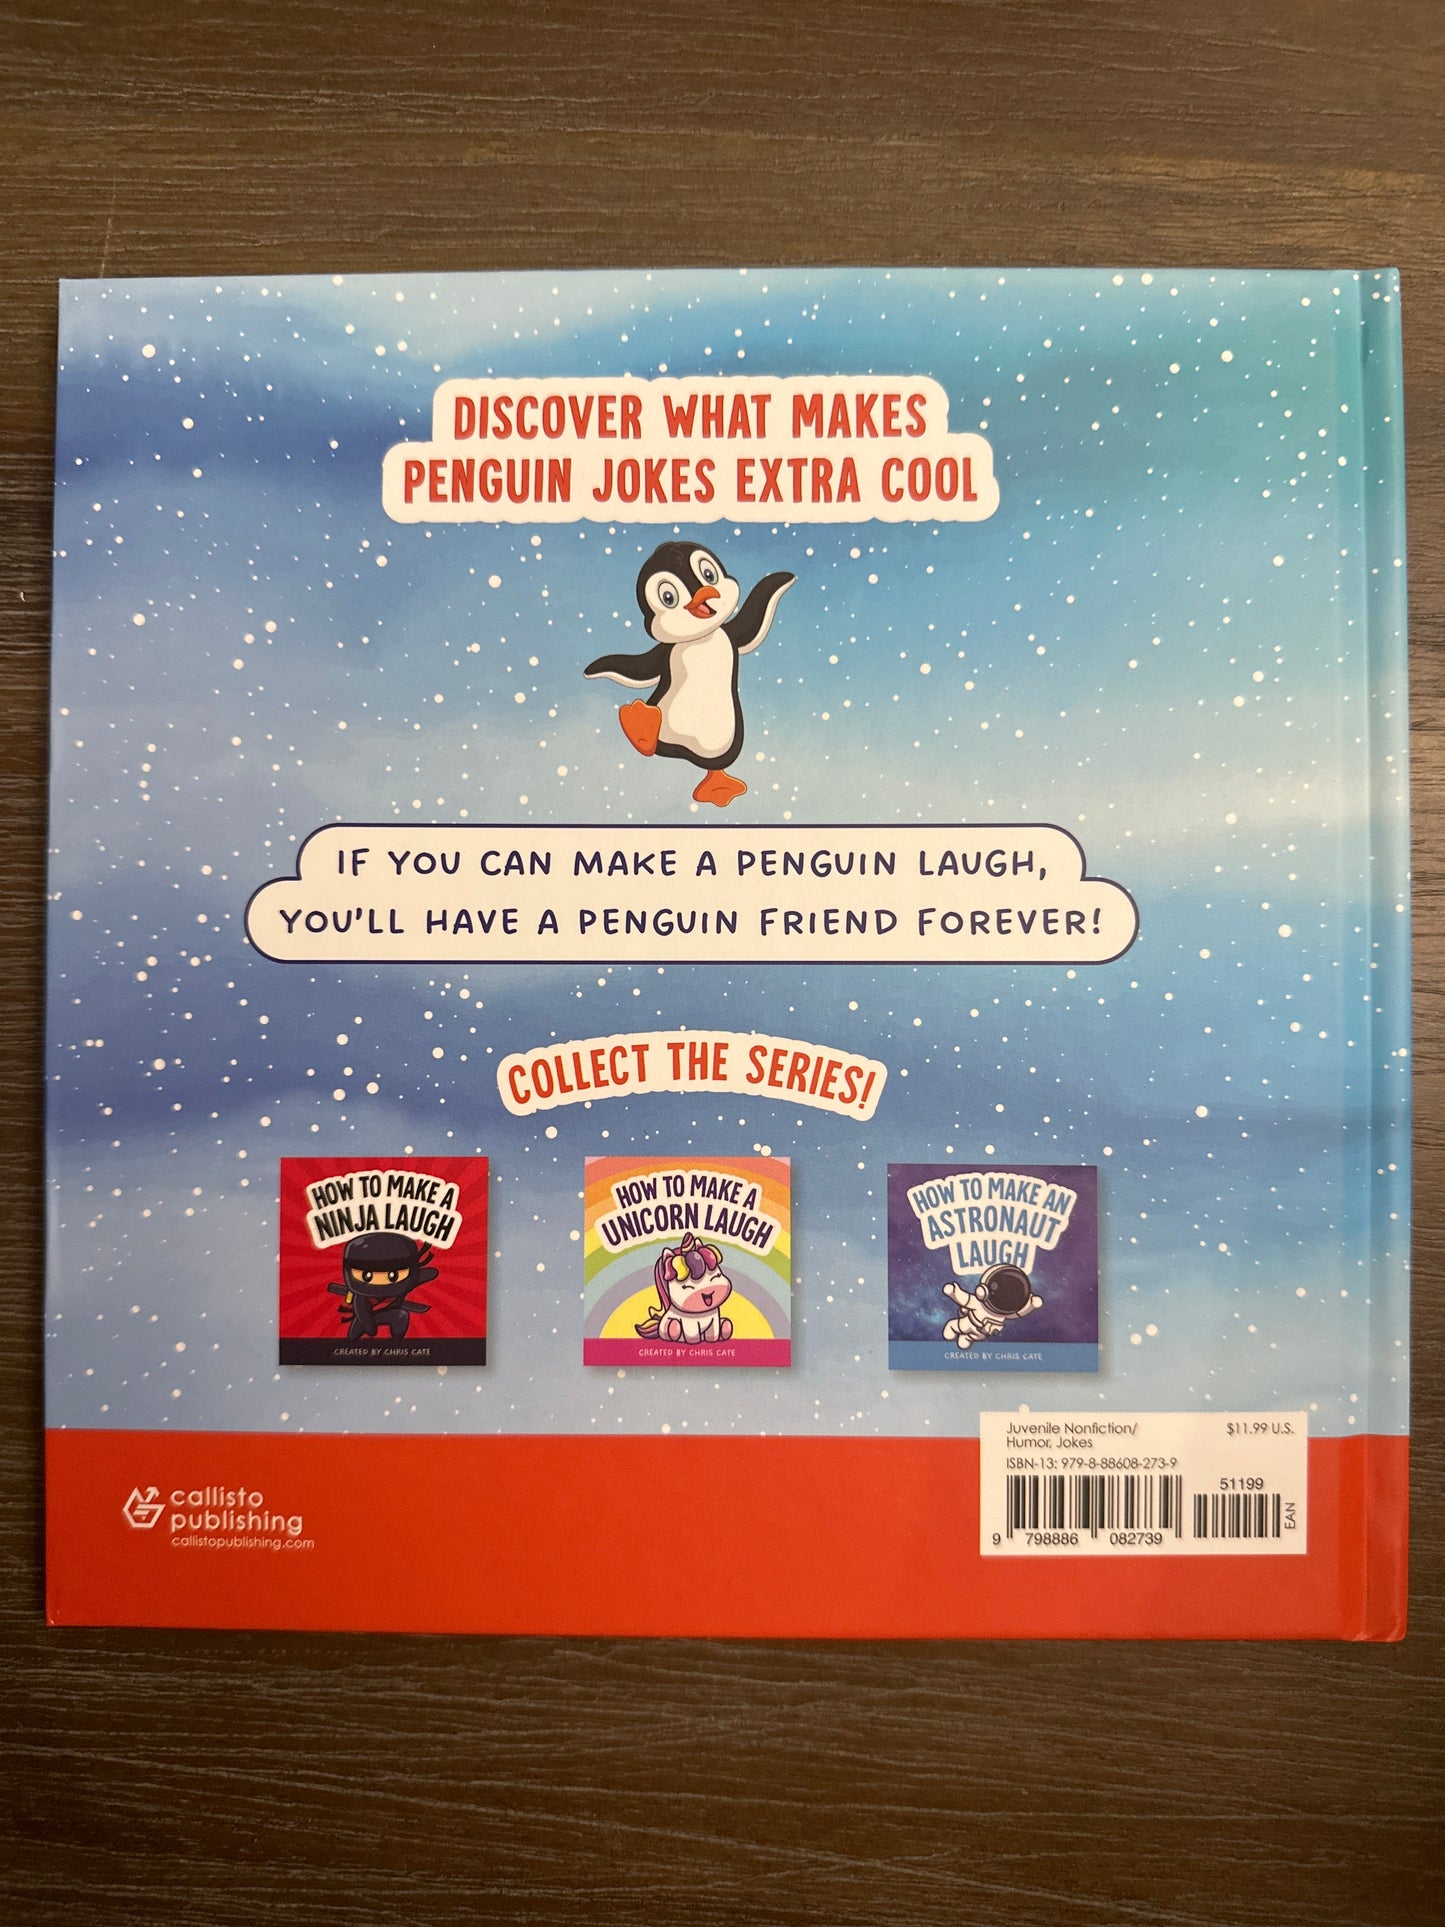 DISCOVER WHAT MAKES
PENGUIN JOKES EXTRA COOL
IF YOU CAN MAKE A PENGUIN LAUGH,
YOU'LL HAVE A PENGUIN FRIEND FOREVER!
COLLECT THE SERIES!
HOW TO MAKE A
NINJA LAUGH
CREATED BY CHRIS CATE
HOW TO MAKE A
UNICORN LAUGH
CREATED BY CHRIS CATE
HOW TO MAKE AN
ASTRONAUT
LAUGH
CREATED BY CHRIS CATE
callisto
publishing
callistopublishing.com
Juvenile Nonfiction/ $11.99 U.S.
Humor, Jokes
ISBN-13: 979-8-88608-273-9
51199
EAN
9 798886 082739